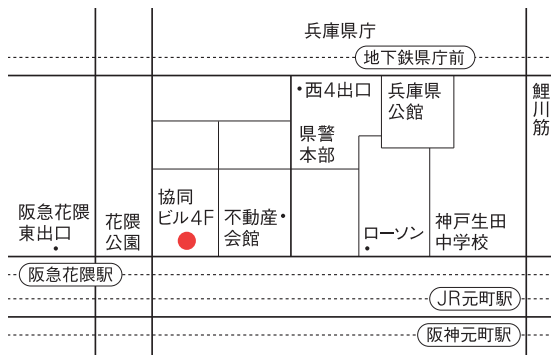 兵庫県庁
地下鉄県庁前
・西4出口
兵庫県
公館
鯉川筋
県警
本部
協同
ビル4F
不動産・
会館
阪急花隈
東出口
花隈
公園
ローソン
神戸生田
中学校
阪急花隈駅
JR元町駅
阪神元町駅